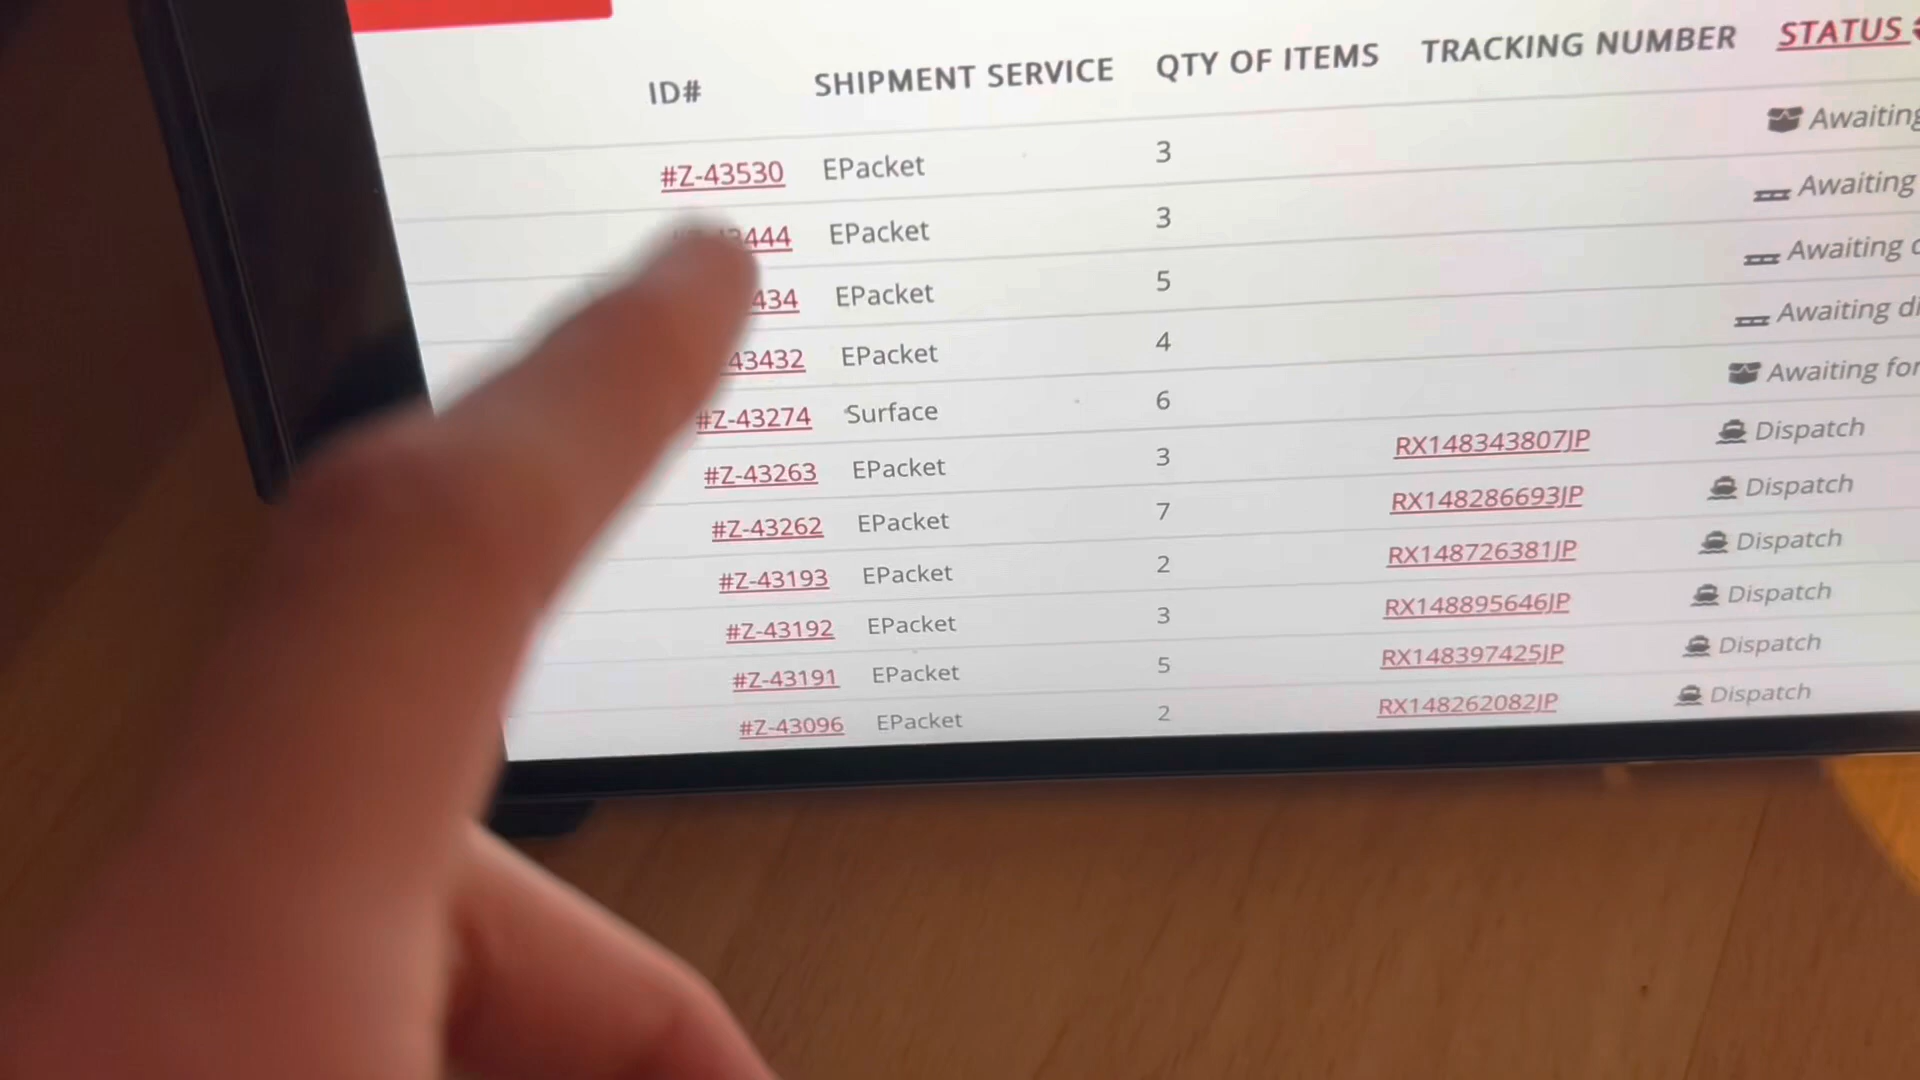 ID# SHIPMENT SERVICE QTY OF ITEMS TRACKING NUMBER STATUS
#Z-43530 EPacket 3 Awaiting
444 EPacket 3 Awaiting
434 EPacket 5 Awaiting
43432 EPacket 4 Awaiting di
#Z-43274 Surface 6 Awaiting for
#Z-43263 EPacket 3 RX148343807JP Dispatch
#Z-43262 EPacket 7 RX148286693JP Dispatch
#Z-43193 EPacket 2 RX148726381JP Dispatch
#Z-43192 EPacket 3 RX148895646JP Dispatch
#Z-43191 EPacket 5 RX148397425JP Dispatch
#Z-43096 EPacket 2 RX148262082JP Dispatch